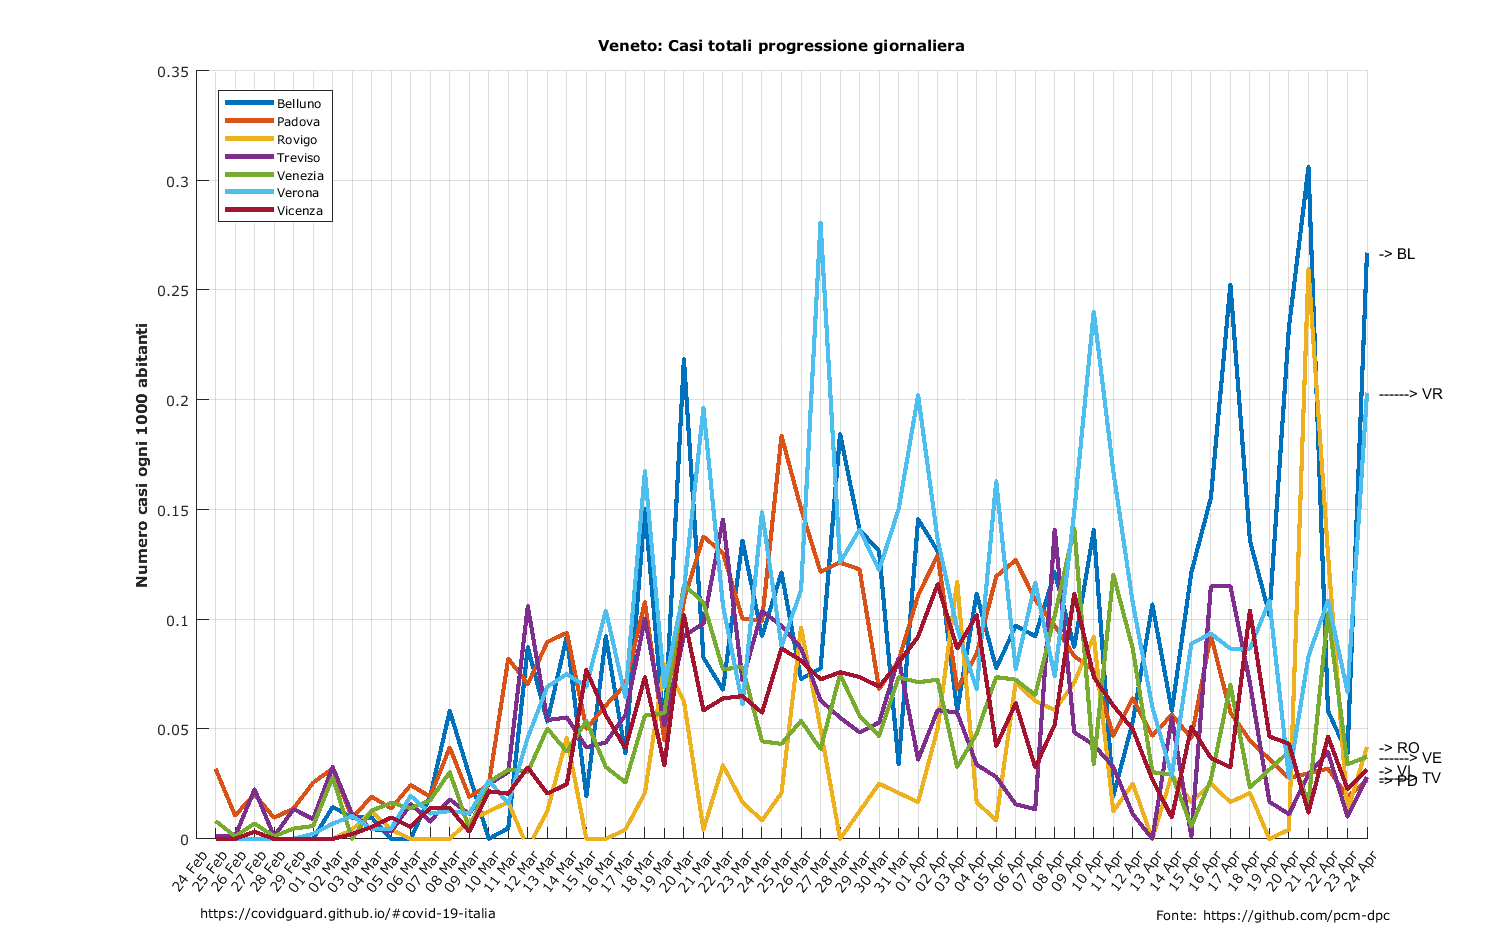 Veneto: Casi totali progressione giornaliera
Numero casi ogni 1000 abitanti
0.35
0.3
0.25
0.2
0.15
0.1
0.05
0
Belluno
Padova
Rovigo
Treviso
Venezia
Verona
Vicenza
-> BL
------> VR
-> RO
------> VE
-> VI
------> TV
-> PD
24 Feb
25 Feb
26 Feb
27 Feb
28 Feb
29 Feb
01 Mar
02 Mar
03 Mar
04 Mar
05 Mar
06 Mar
07 Mar
08 Mar
09 Mar
10 Mar
11 Mar
12 Mar
13 Mar
14 Mar
15 Mar
16 Mar
17 Mar
18 Mar
19 Mar
20 Mar
21 Mar
22 Mar
23 Mar
24 Mar
25 Mar
26 Mar
27 Mar
28 Mar
29 Mar
30 Mar
31 Mar
01 Apr
02 Apr
03 Apr
04 Apr
05 Apr
06 Apr
07 Apr
08 Apr
09 Apr
10 Apr
11 Apr
12 Apr
13 Apr
14 Apr
15 Apr
16 Apr
17 Apr
18 Apr
19 Apr
20 Apr
21 Apr
22 Apr
23 Apr
24 Apr
https://covidguard.github.io/#covid-19-italia
Fonte: https://github.com/pcm-dpc